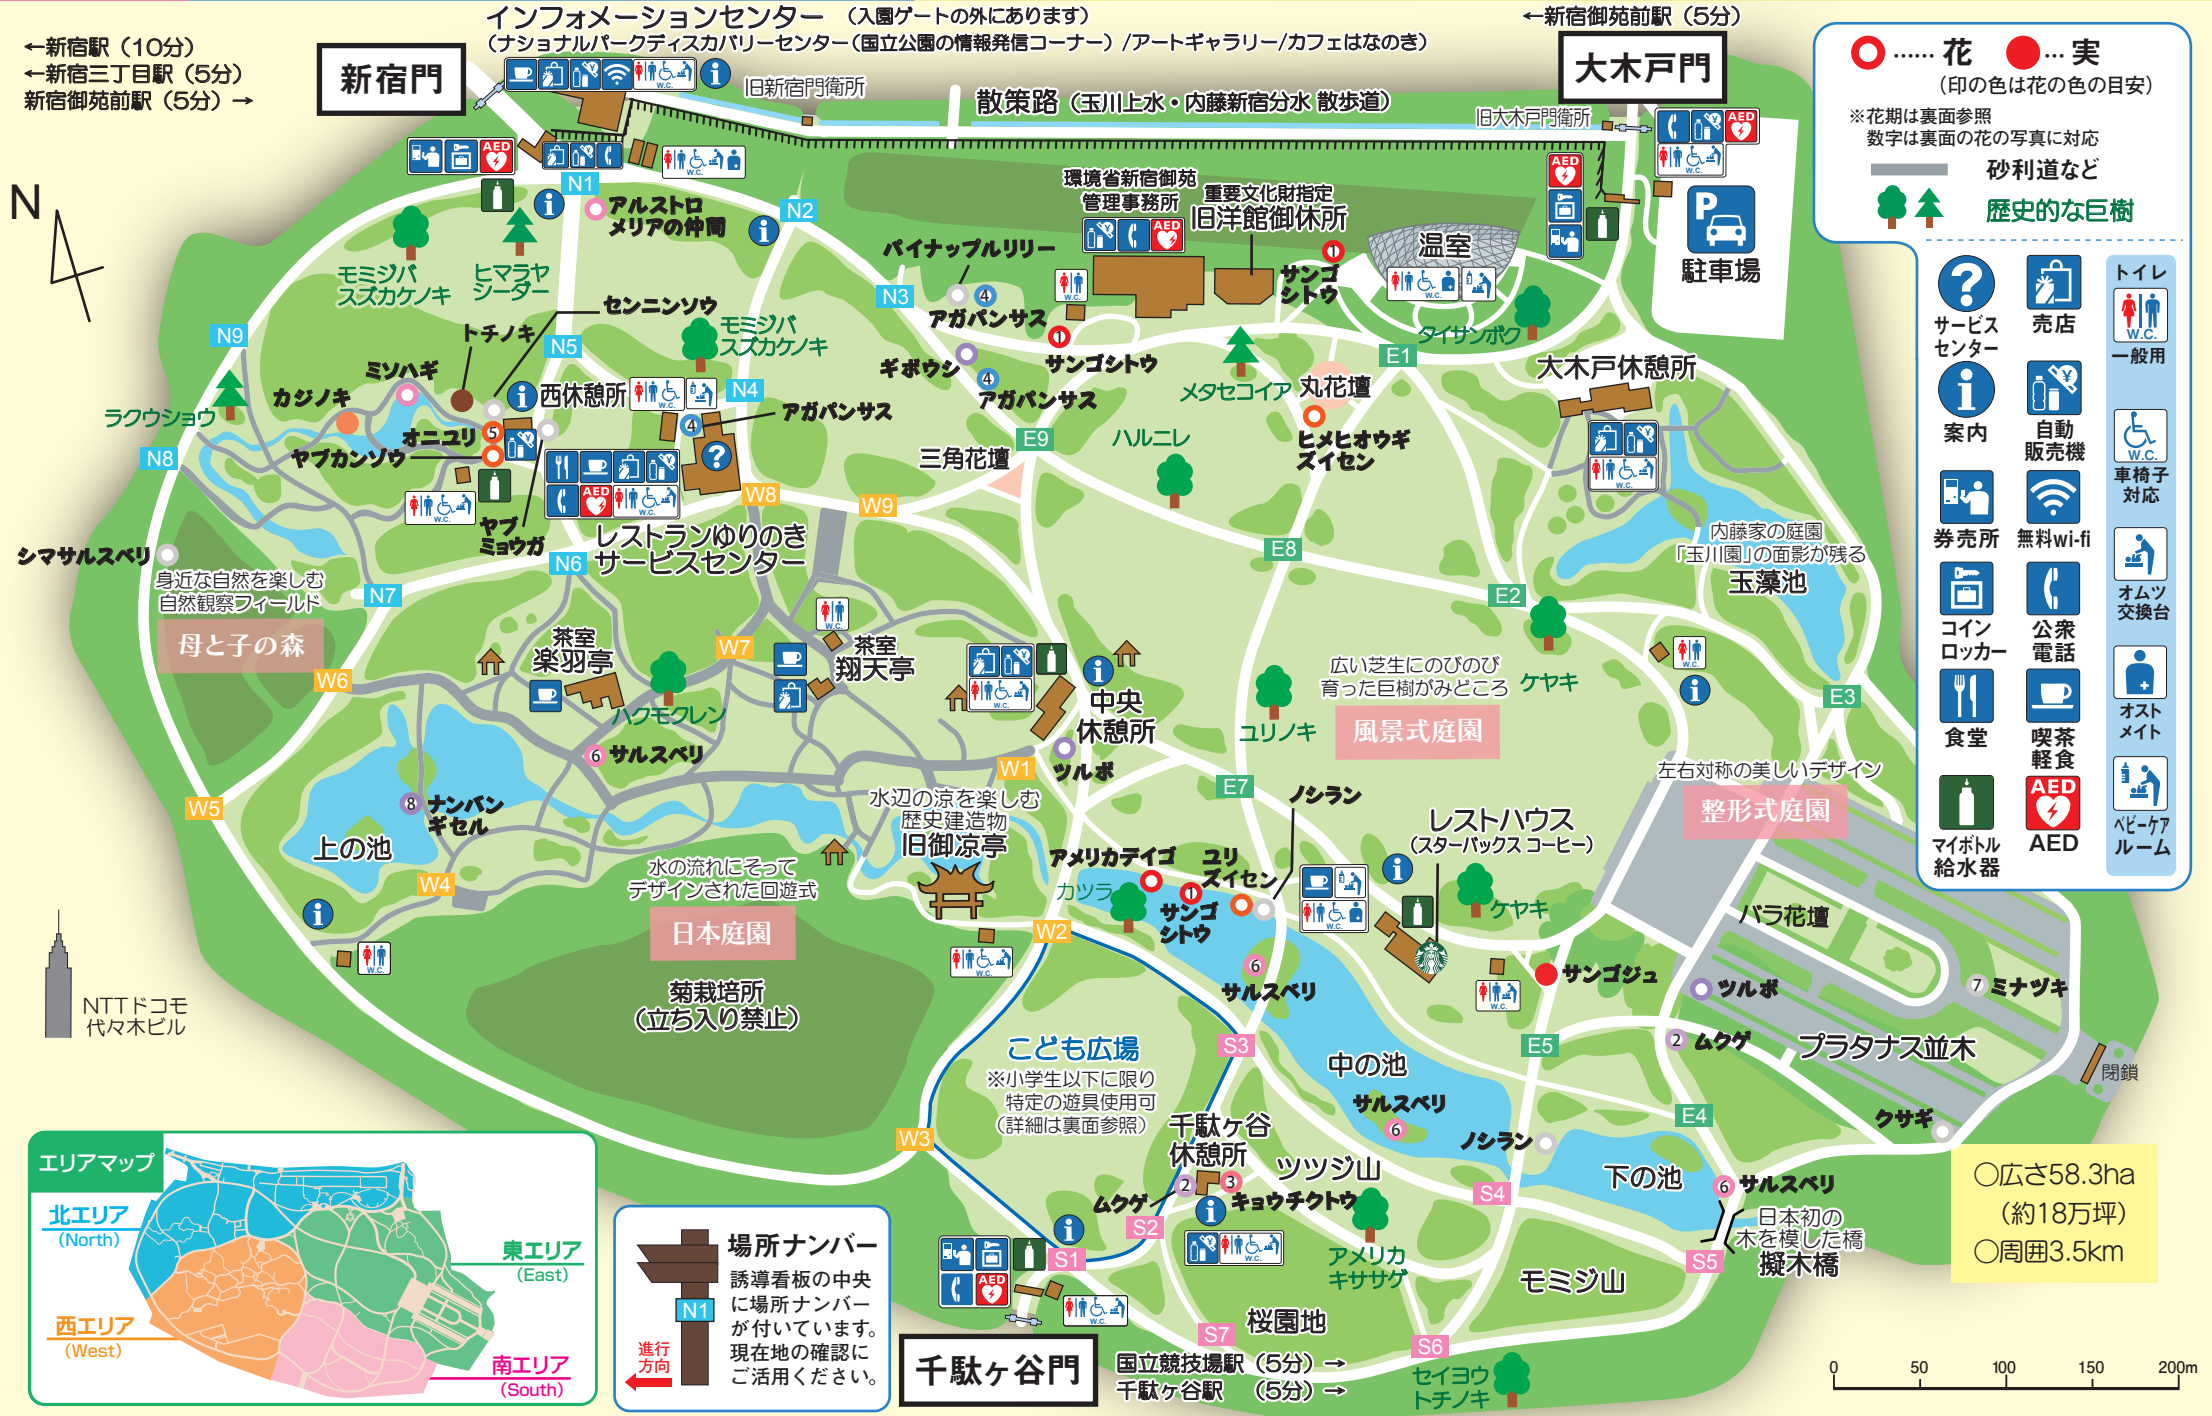 インフォメーションセンター （入園ゲートの外にあります）
（ナショナルパークディスカバリーセンター（国立公園の情報発信コーナー）/アートギャラリー/カフェはなのき）
←新宿御苑前駅（5分）
←新宿駅（10分）
←新宿三丁目駅（5分）
新宿御苑前駅（5分）→
新宿門
旧新宿門衛所
散策路（玉川上水・内藤新宿分水 散歩道）
大木戸門
旧大木戸門衛所
駐車場
N
N1
アルストロ
メリアの仲間
N2
モミジバ
スズカケノキ
ヒマラヤ
シーダー
環境省新宿御苑
管理事務所
重要文化財指定
旧洋館御休所
パイナップルリリー
4
アガパンサス
N3
サンゴ
シトウ
1
温室
タイサンボク
E1
センニンソウ
トチノキ
N5
モミジバ
スズカケノキ
N9
ミソハギ
カジノキ
ラクウショウ
オニユリ
5
ヤブカンゾウ
N8
西休憩所
N4
4
アガパンサス
ギボウシ
4
アガパンサス
1
サンゴシトウ
メタセコイア
丸花壇
ヒメヒオウギ
ズイセン
大木戸休憩所
E9
ハルニレ
三角花壇
W8
W9
ヤブ
ミョウガ
レストランゆりのき
サービスセンター
シマサルスベリ
身近な自然を楽しむ
自然観察フィールド
母と子の森
N7
N6
E8
E2
内藤家の庭園
「玉川園」の面影が残る
玉藻池
W6
茶室
楽羽亭
W7
茶室
翔天亭
ハクモクレン
6
サルスベリ
中央
休憩所
ツルボ
W1
広い芝生にのびのび
育った巨樹がみどころ
風景式庭園
ユリノキ
ケヤキ
E3
E7
左右対称の美しいデザイン
整形式庭園
W5
8
ナンバン
ギセル
上の池
W4
水辺の涼を楽しむ
歴史建造物
旧御凉亭
水の流れにそって
デザインされた回遊式
日本庭園
菊栽培所
（立ち入り禁止）
ノシラン
アメリカデイゴ
カツラ
ユリ
ズイセン
1
サンゴ
シトウ
レストハウス
（スターバックス コーヒー）
ケヤキ
W2
6
サルスベリ
サンゴジュ
バラ花壇
ツルボ
7
ミナヅキ
2
ムクゲ
プラタナス並木
閉鎖
S3
E5
こども広場
※小学生以下に限り
特定の遊具使用可
（詳細は裏面参照）
中の池
サルスベリ
6
E4
クサギ
W3
千駄ヶ谷
休憩所
ツツジ山
ノシラン
下の池
6
サルスベリ
日本初の
木を模した橋
擬木橋
2
3
ムクゲ
キョウチクトウ
S4
S2
S1
アメリカ
キササゲ
モミジ山
S5
S7
桜園地
S6
セイヨウ
トチノキ
千駄ヶ谷門
国立競技場駅（5分）→
千駄ヶ谷駅 （5分）→
NTTドコモ
代々木ビル
エリアマップ
北エリア
(North)
東エリア
(East)
西エリア
(West)
南エリア
(South)
場所ナンバー
誘導看板の中央
に場所ナンバー
が付いています。
現在地の確認に
ご活用ください。
N1
進行
方向
○広さ58.3ha
（約18万坪）
○周囲3.5km
0 50 100 150 200m
……花 …実
（印の色は花の色の目安）
※花期は裏面参照
数字は裏面の花の写真に対応
砂利道など
歴史的な巨樹
サービス
センター
売店
案内
自動
販売機
券売所
無料wi-fi
コイン
ロッカー
公衆
電話
食堂
喫茶
軽食
マイボトル
給水器
AED
AED
トイレ
W.C.
一般用
W.C.
車椅子
対応
オムツ
交換台
オスト
メイト
ベビーケア
ルーム